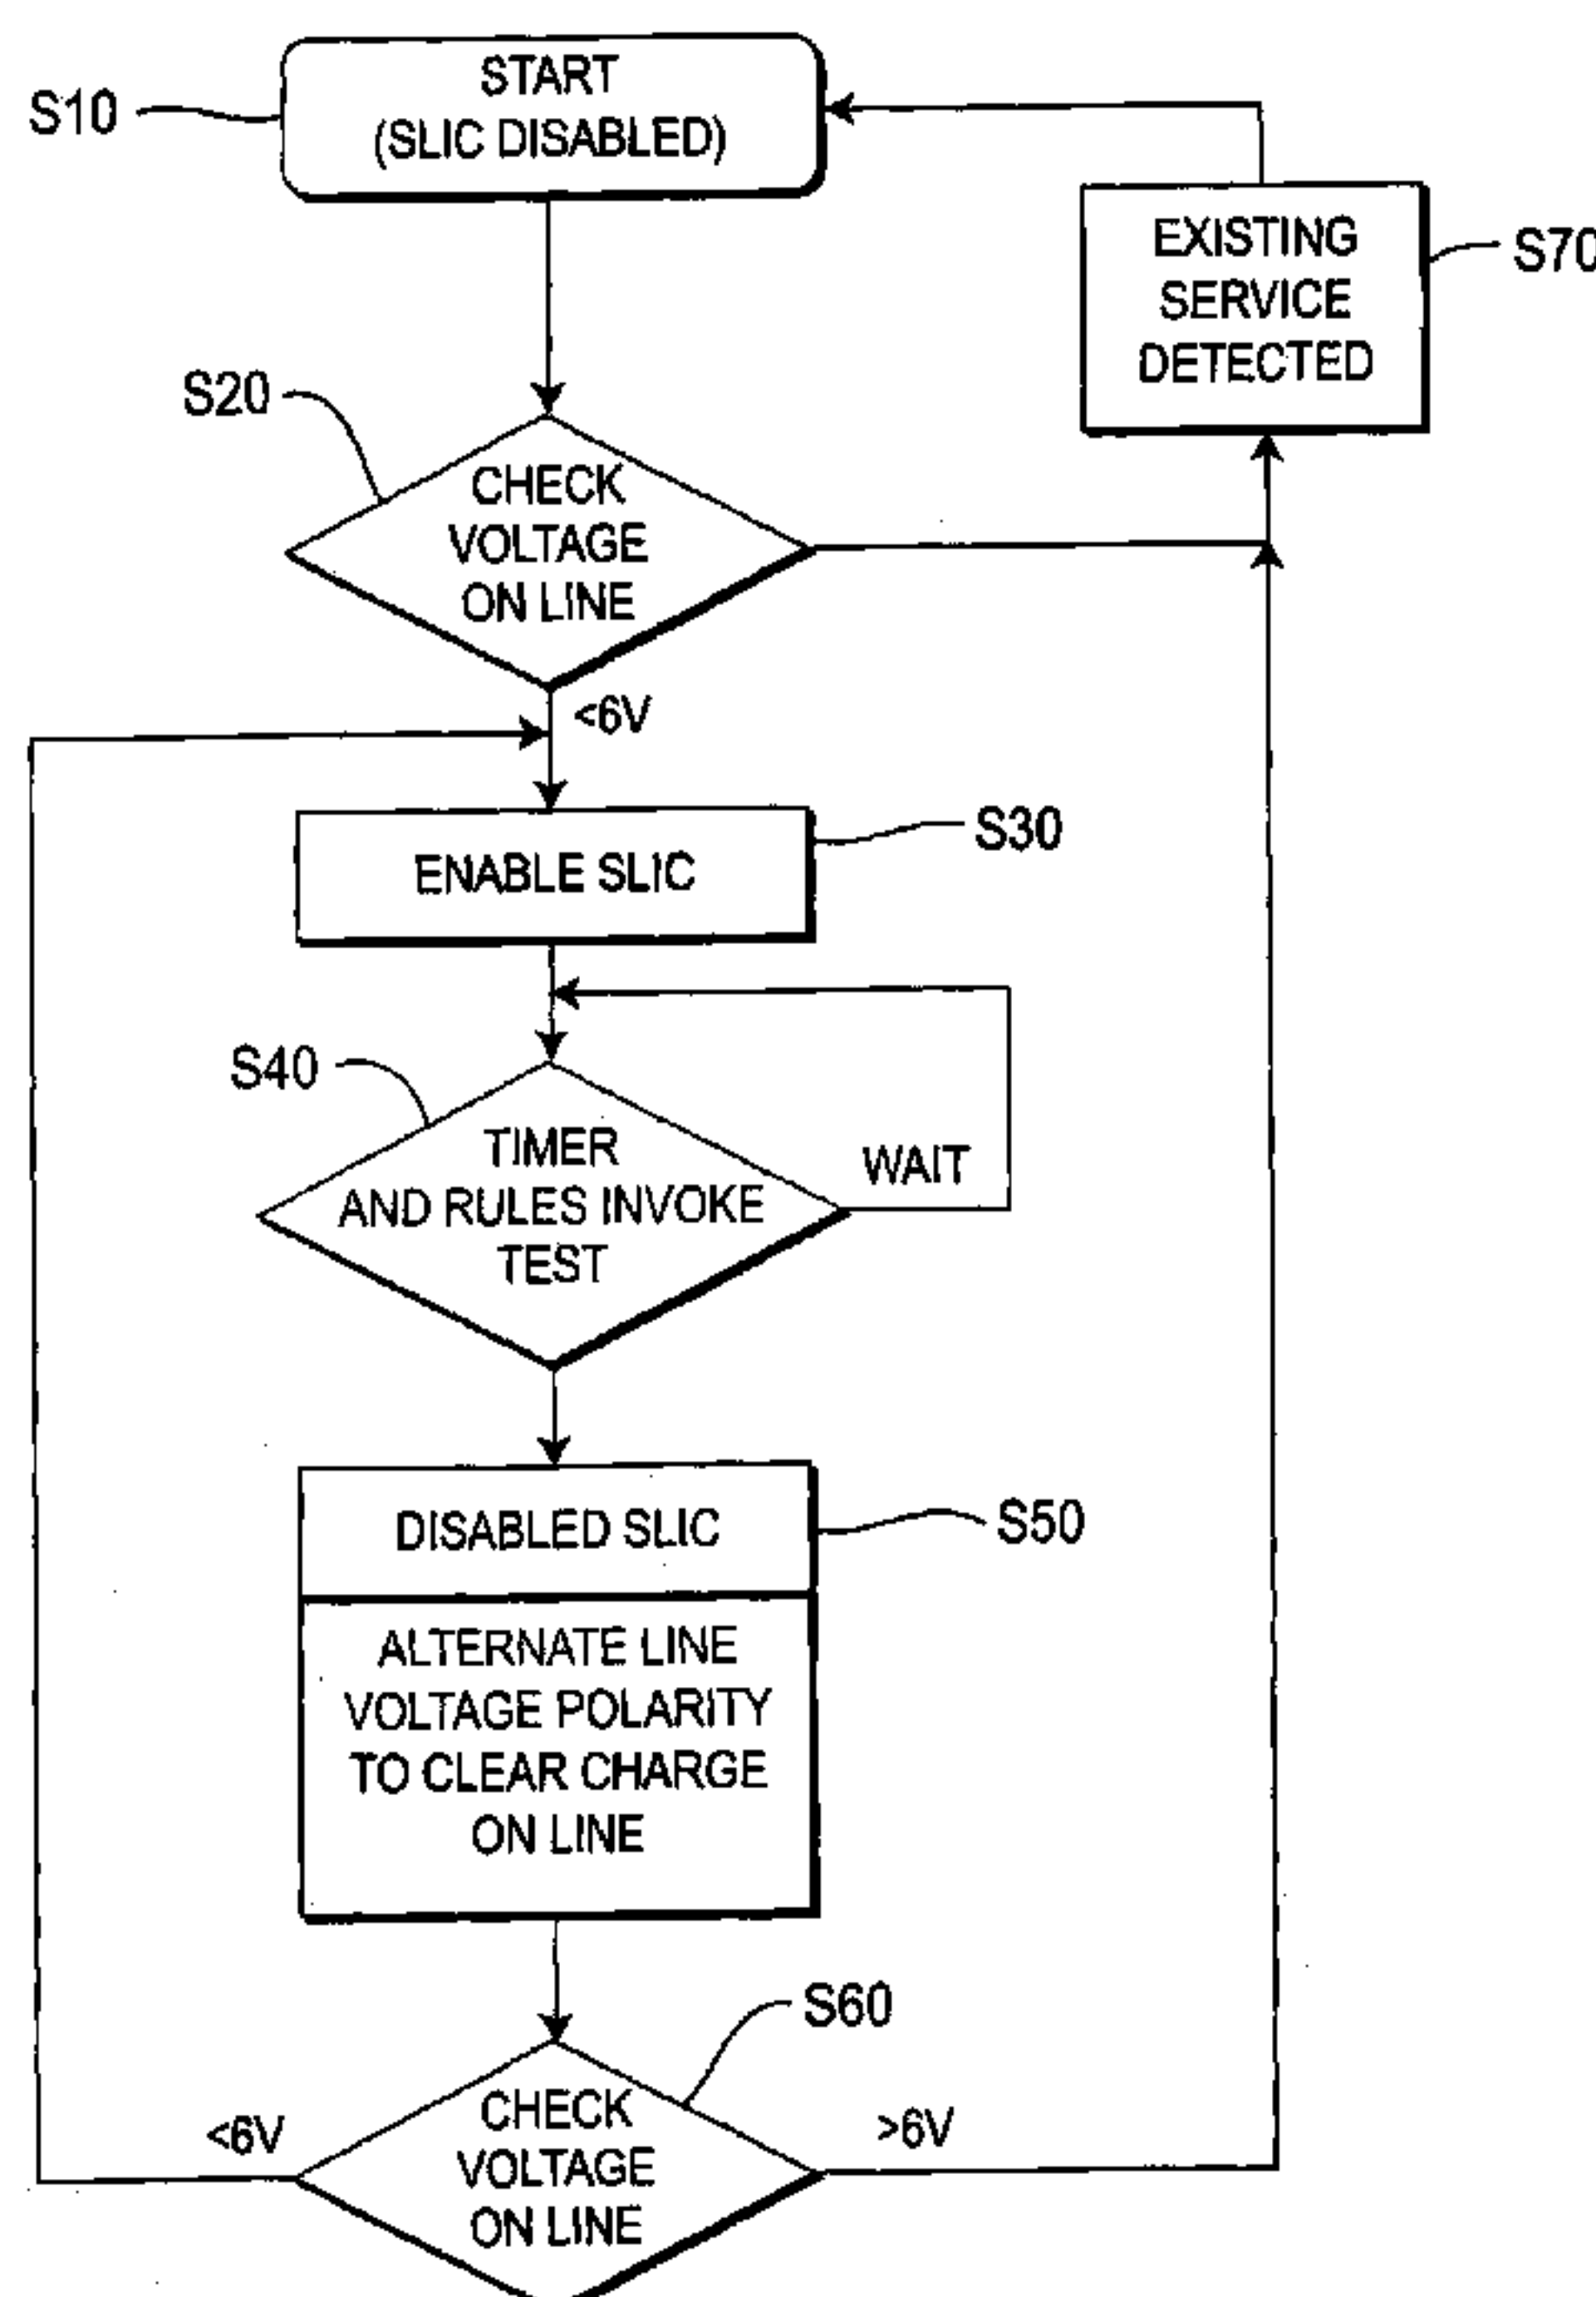 S10
START
(SLIC DISABLED)
EXISTING
SERVICE
DETECTED
S70
S20
CHECK
VOLTAGE
ON LINE
<6V
ENABLE SLIC
S30
S40
TIMER
AND RULES INVOKE
TEST
WAIT
DISABLED SLIC
S50
ALTERNATE LINE
VOLTAGE POLARITY
TO CLEAR CHARGE
ON LINE
S60
<6V
CHECK
VOLTAGE
ON LINE
>6V